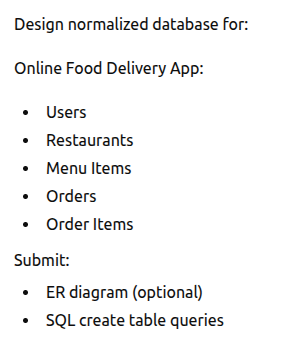 Design normalized database for:
Online Food Delivery App:
• Users
• Restaurants
• Menu Items
• Orders
• Order Items
Submit:
• ER diagram (optional)
• SQL create table queries